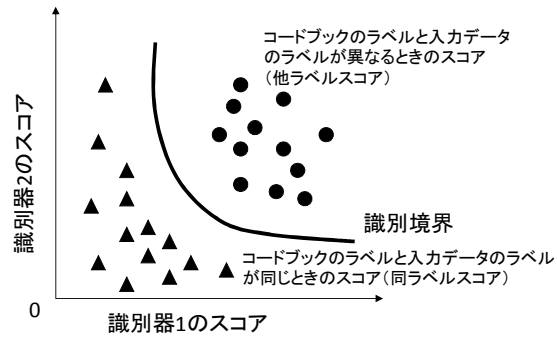 コードブックのラベルと入力データ
のラベルが異なるときのスコア
(他ラベルスコア)
識別器2のスコア
識別境界
コードブックのラベルと入力データのラベル
が同じときのスコア(同ラベルスコア)
0
識別器1のスコア